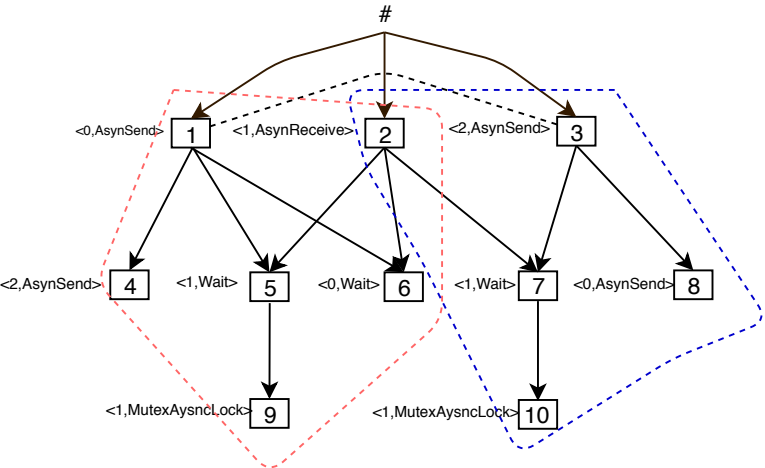 #
<0,AsynSend> 1
<1,AsynReceive> 2
<2,AsynSend> 3
<2,AsynSend> 4
<1,Wait> 5
<0,Wait> 6
<1,Wait> 7
<0,AsynSend> 8
<1,MutexAysncLock> 9
<1,MutexAysncLock> 10